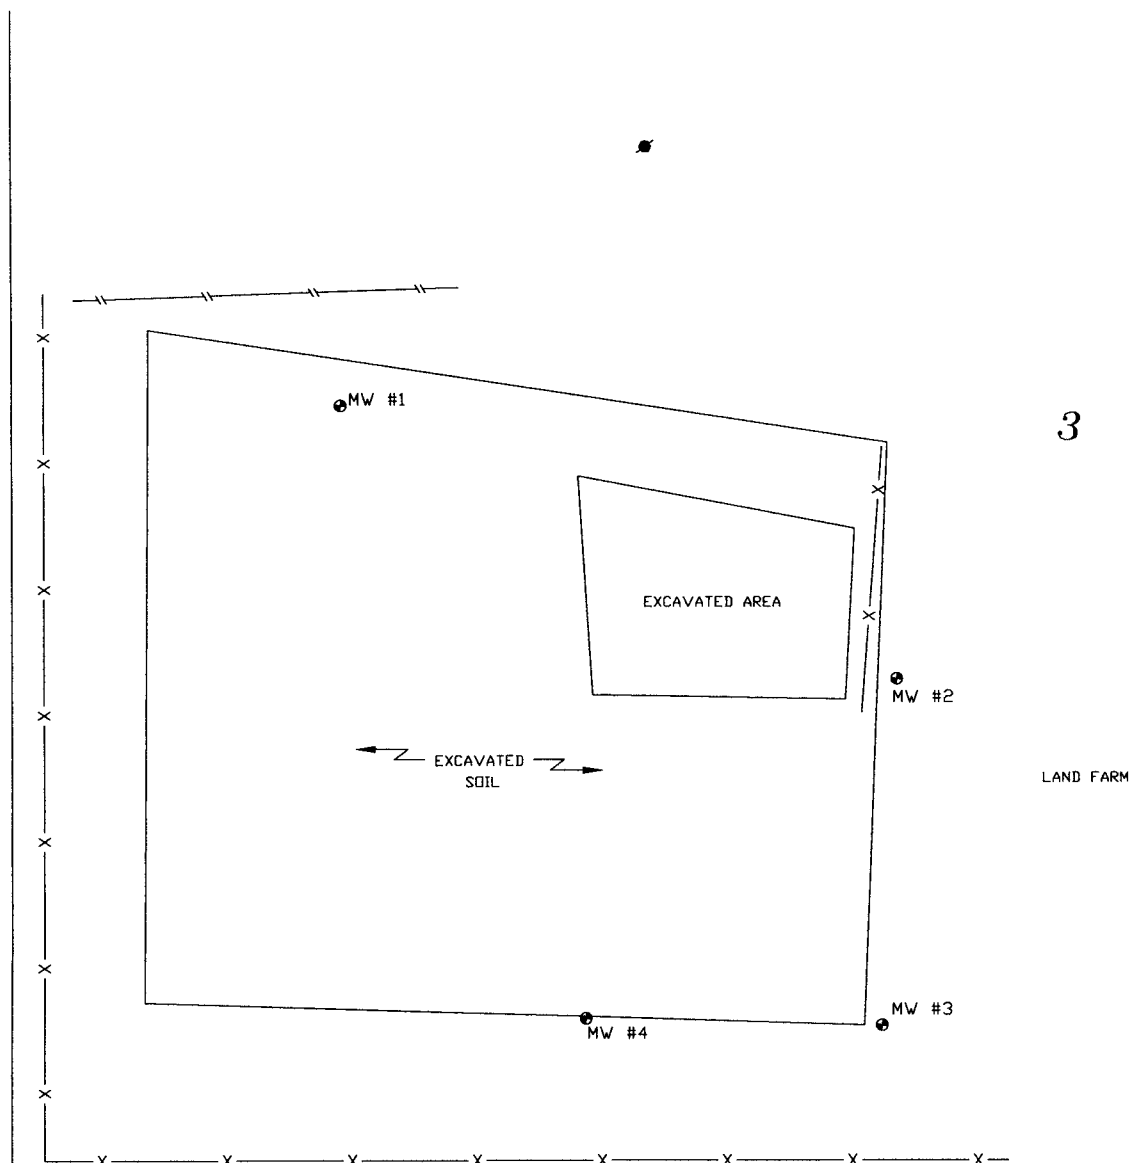 MW #1
3
EXCAVATED AREA
MW #2
EXCAVATED
SOIL
LAND FARM
MW #3
MW #4